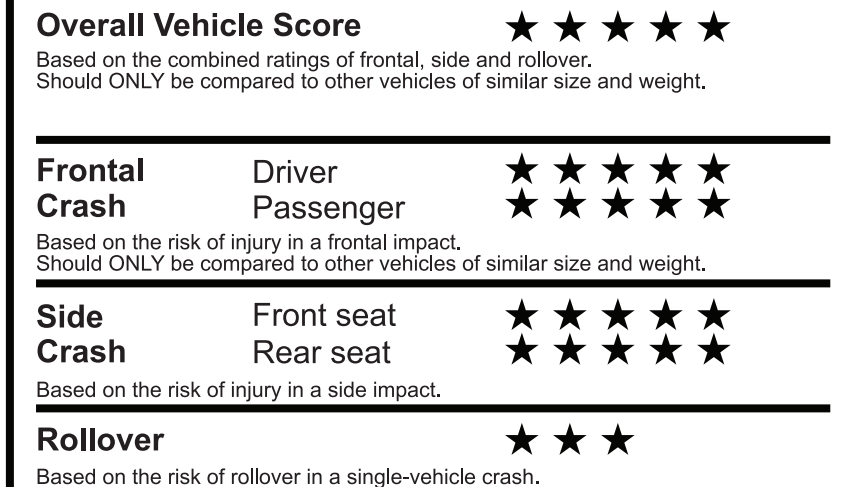 Overall Vehicle Score ★ ★ ★ ★ ★
Based on the combined ratings of frontal, side and rollover.
Should ONLY be compared to other vehicles of similar size and weight.
Frontal Driver ★ ★ ★ ★ ★
Crash Passenger ★ ★ ★ ★ ★
Based on the risk of injury in a frontal impact.
Should ONLY be compared to other vehicles of similar size and weight.
Side Front seat ★ ★ ★ ★ ★
Crash Rear seat ★ ★ ★ ★ ★
Based on the risk of injury in a side impact.
Rollover ★ ★ ★
Based on the risk of rollover in a single-vehicle crash.